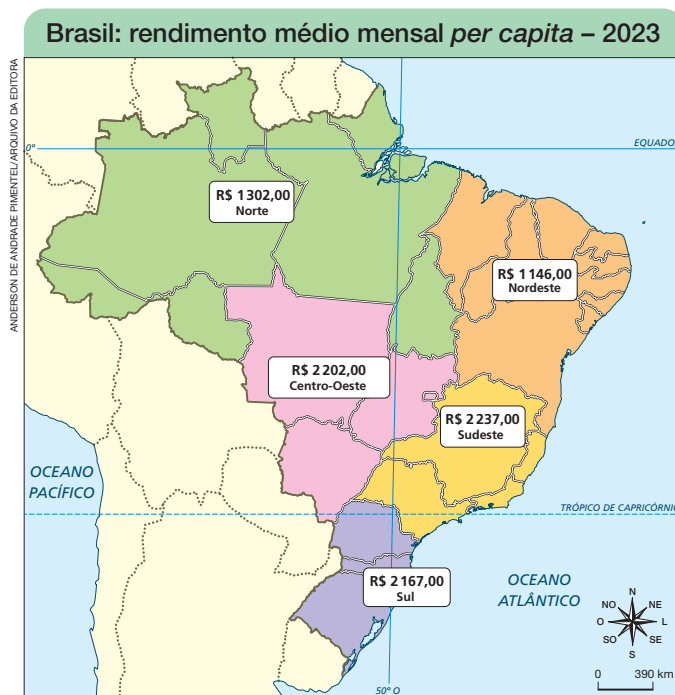 Brasil: rendimento médio mensal per capita – 2023
ANDERSON DE ANDRADE PIMENTEL/ARQUIVO DA EDITORA
0°
EQUADO
R$ 1 302,00
Norte
R$ 1 146,00
Nordeste
R$ 2 202,00
Centro-Oeste
R$ 2 237,00
Sudeste
OCEANO
PACÍFICO
TRÓPICO DE CAPRICÓRNI
R$ 2 167,00
Sul
OCEANO
ATLÂNTICO
N
NO NE
O L
SO SE
S
0 390 km
50° O